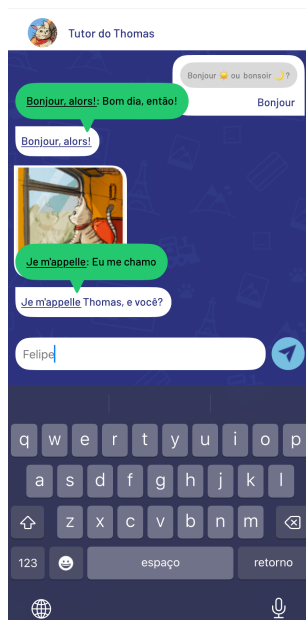 Tutor do Thomas
Bonjour 🌞 ou bonsoir 🌙?
Bonjour
Bonjour, alors!: Bom dia, então!
Bonjour, alors!
Je m'appelle: Eu me chamo
Je m'appelle Thomas, e você?
Felipe
q w e r t y u i o p
a s d f g h j k l
z x c v b n m
123 espaço retorno